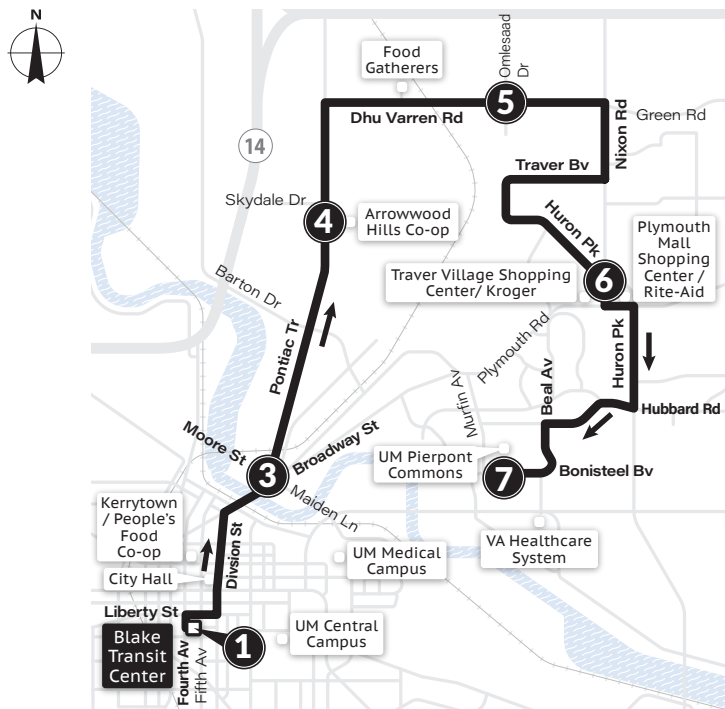 N
Food
Gatherers
Omlesaad
Dr
5
Dhu Varren Rd
Nixon Rd
Green Rd
14
Traver Bv
Skydale Dr
4
Arrowwood
Hills Co-op
Huron Pk
Plymouth
Mall
Shopping
Center /
Rite-Aid
Barton Dr
Traver Village Shopping
Center/ Kroger
6
Pontiac Tr
Plymouth Rd
Huron Pk
Murfin Av
Beal Av
Hubbard Rd
Moore St
Broadway St
3
UM Pierpont
Commons
7
Bonisteel Bv
Maiden Ln
Kerrytown
/ People's
Food
Co-op
City Hall
Divsion St
UM Medical
Campus
VA Healthcare
System
Liberty St
Blake
Transit
Center
Fourth Av
Fifth Av
1
UM Central
Campus